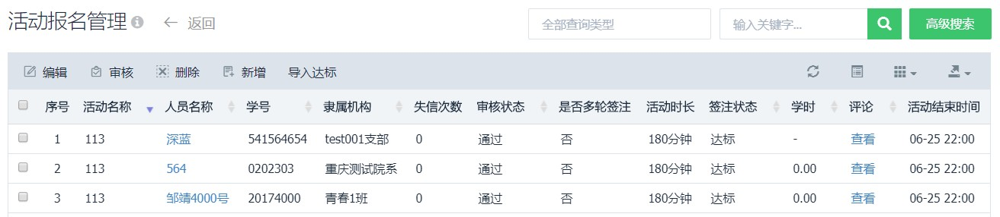 活动报名管理 返回 全部查询类型 输入关键字... 高级搜索
编辑 审核 删除 新增 导入达标
序号 活动名称 人员名称 学号 隶属机构 失信次数 审核状态 是否多轮签注 活动时长 签注状态 学时 评论 活动结束时间
1 113 深蓝 541564654 test001支部 0 通过 否 180分钟 达标 - 查看 06-25 22:00
2 113 564 0202303 重庆测试院系 0 通过 否 180分钟 达标 0.00 查看 06-25 22:00
3 113 邹靖4000号 20174000 青春1班 0 通过 否 180分钟 达标 0.00 查看 06-25 22:00